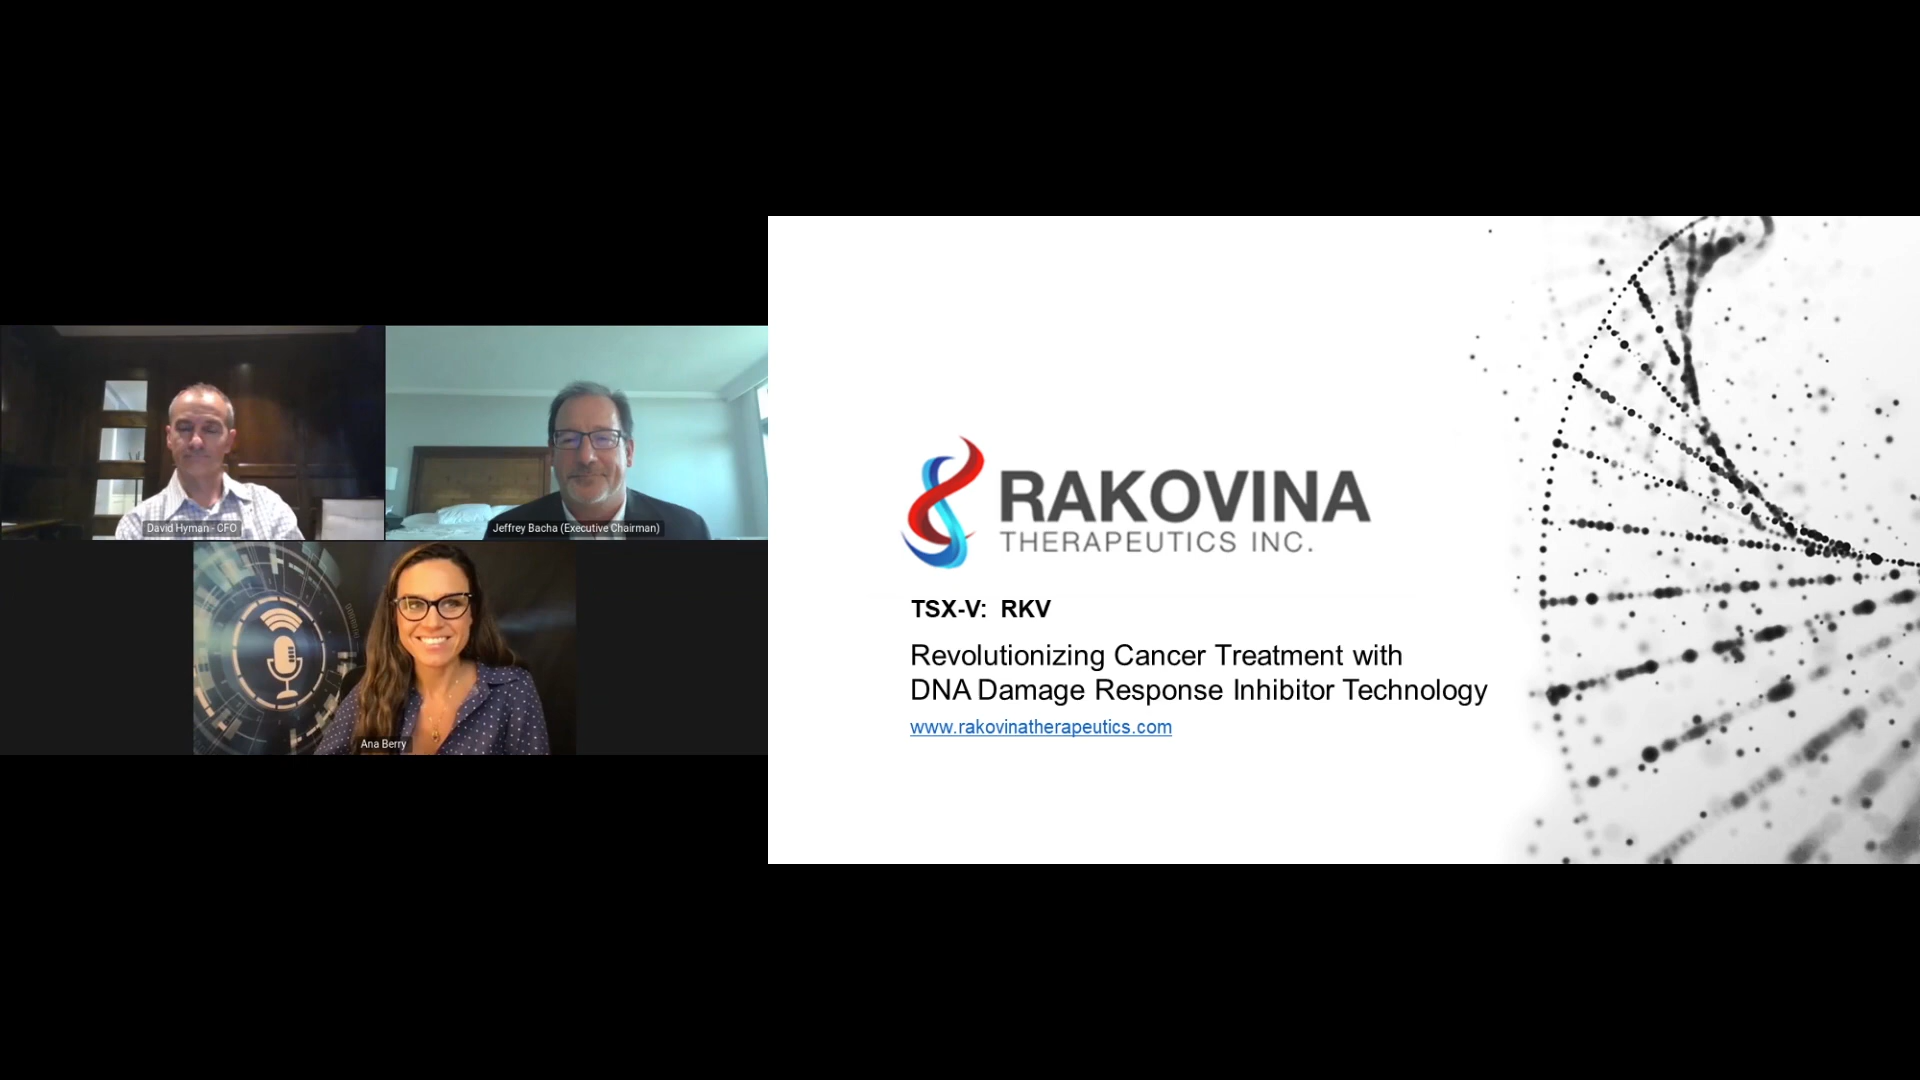 David Hyman - CFO
Jeffrey Bacha (Executive Chairman)
Ana Berry
RAKOVINA
THERAPEUTICS INC.
TSX-V: RKV
Revolutionizing Cancer Treatment with
DNA Damage Response Inhibitor Technology
www.rakovinatherapeutics.com